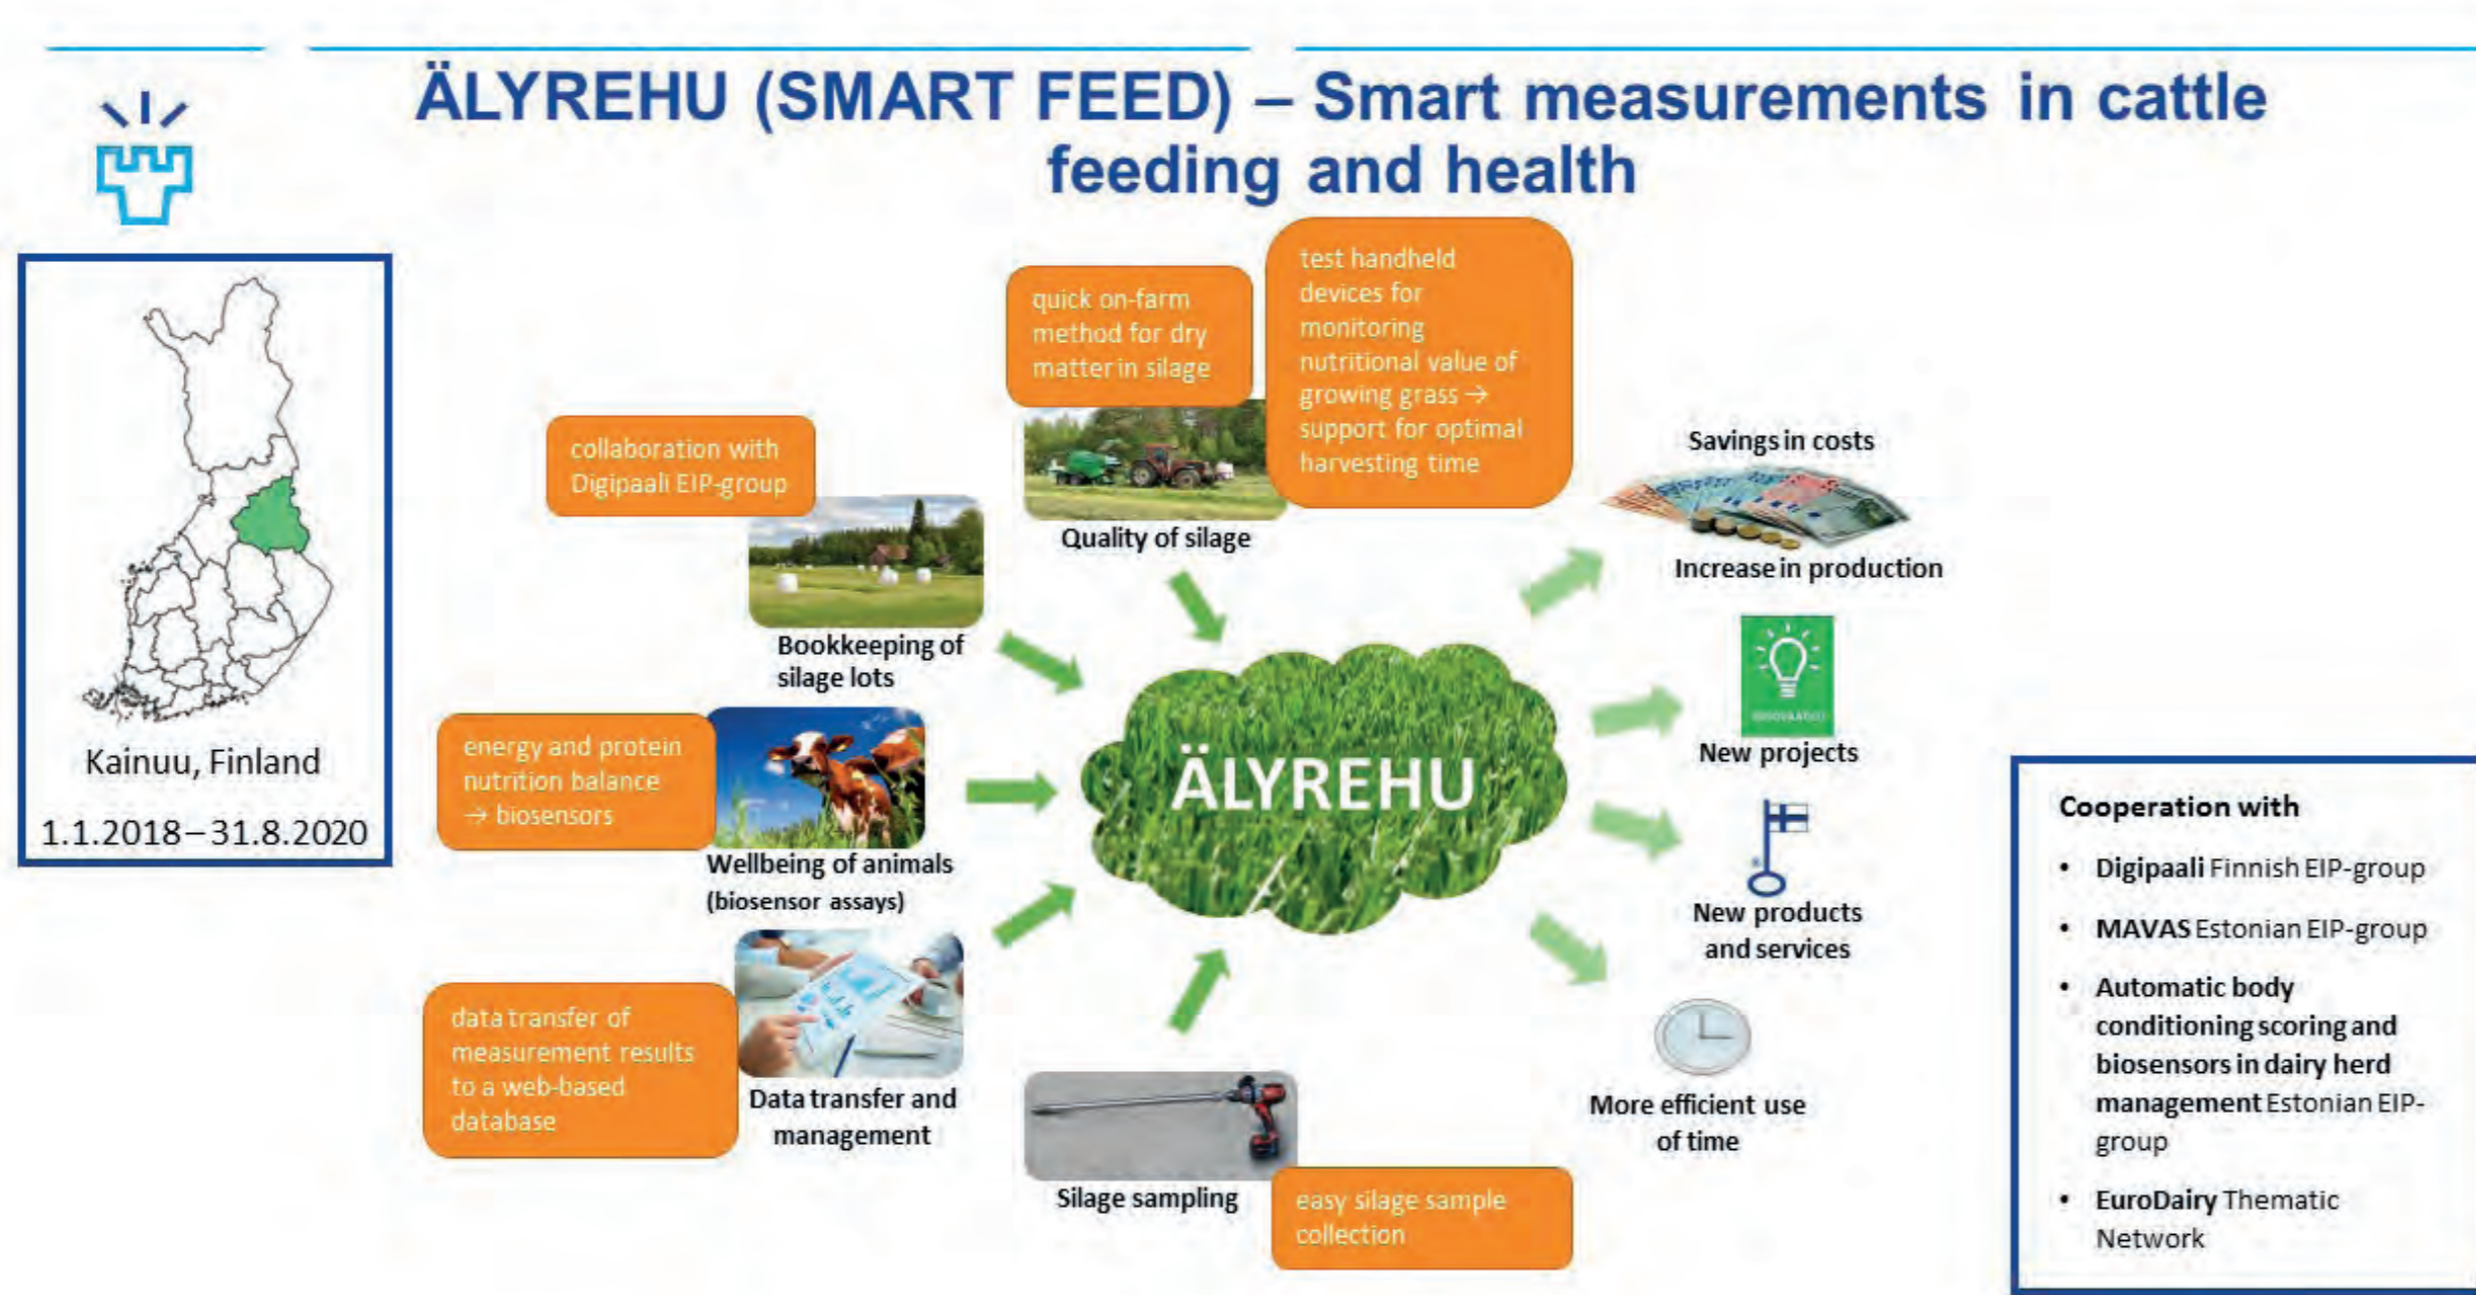 ÄLYREHU (SMART FEED) – Smart measurements in cattle
feeding and health
Kainuu, Finland
1.1.2018–31.8.2020
collaboration with
Digipaali EIP-group
Bookkeeping of
silage lots
quick on-farm
method for dry
matter in silage
test handheld
devices for
monitoring
nutritional value of
growing grass →
support for optimal
harvesting time
Quality of silage
energy and protein
nutrition balance
→ biosensors
Wellbeing of animals
(biosensor assays)
data transfer of
measurement results
to a web-based
database
Data transfer and
management
Silage sampling
easy silage sample
collection
ÄLYREHU
Savings in costs
Increase in production
New projects
New products
and services
More efficient use
of time
Cooperation with
• Digipaali Finnish EIP-group
• MAVAS Estonian EIP-group
• Automatic body
conditioning scoring and
biosensors in dairy herd
management Estonian EIP-
group
• EuroDairy Thematic
Network